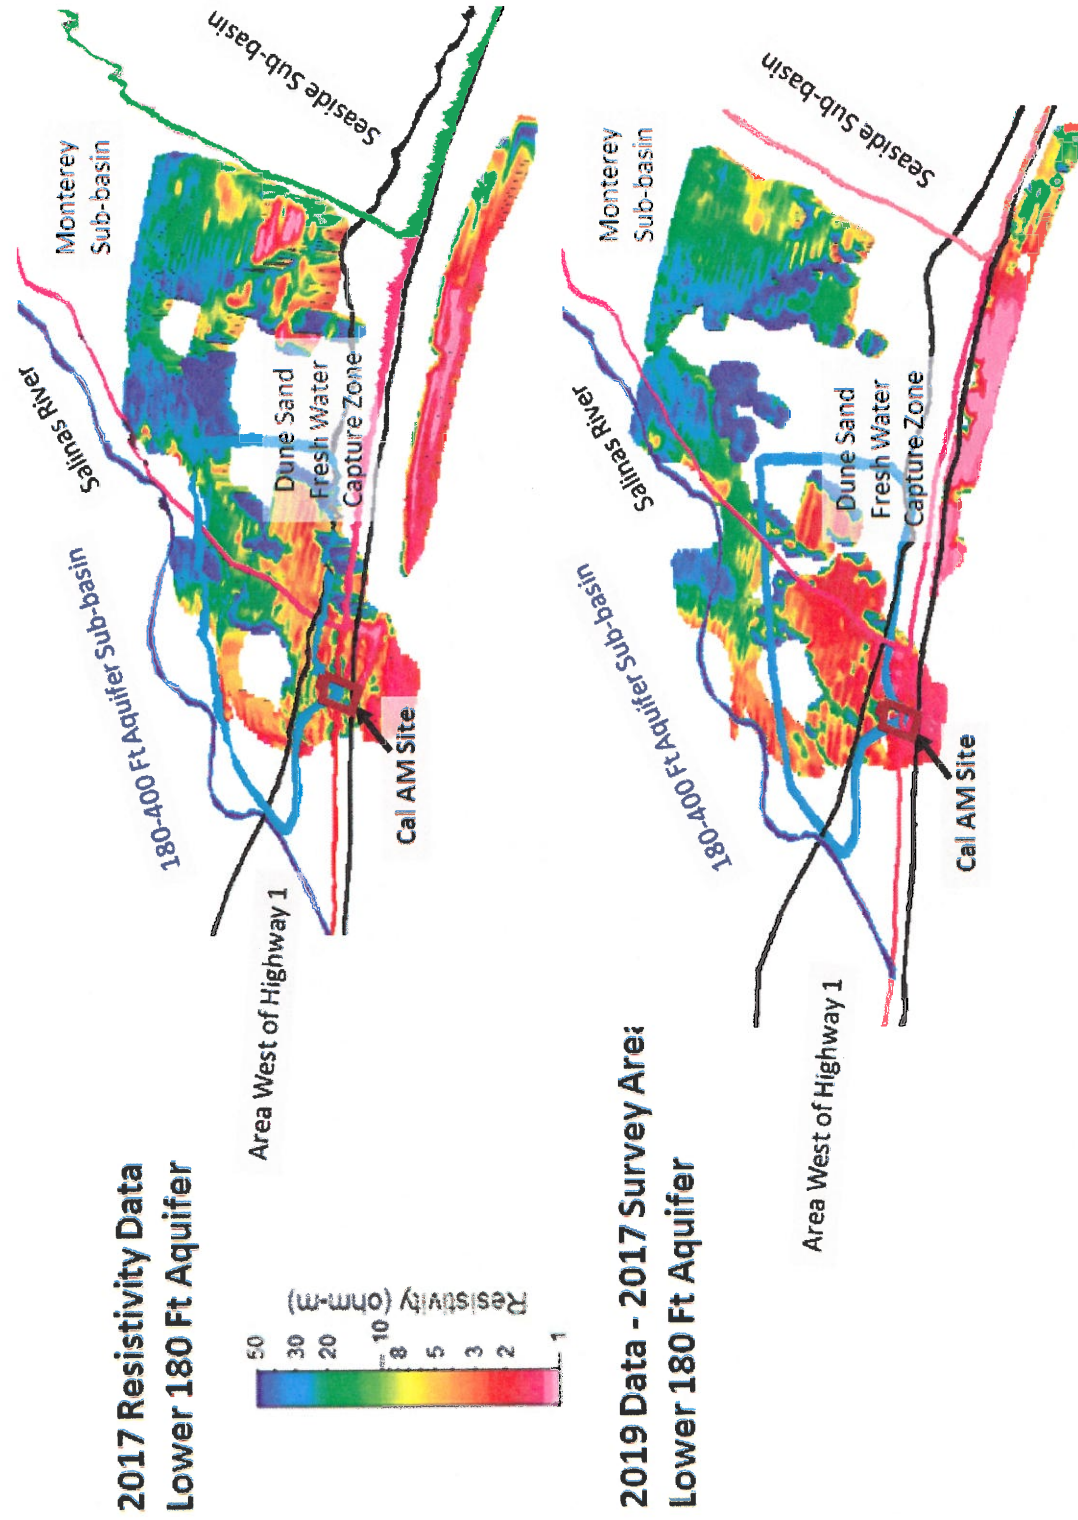 2017 Resistivity Data
Lower 180 Ft Aquifer
50
30
20
10
8
5
3
2
1
Resistivity (ohm-m)
Area West of Highway 1
180-400 Ft Aquifer Sub-basin
Salinas River
Monterey
Sub-basin
Seaside Sub-basin
Dune Sand
Fresh Water
Capture Zone
Cal AM Site
2019 Data - 2017 Survey Area
Lower 180 Ft Aquifer
Area West of Highway 1
180-400 Ft Aquifer Sub-basin
Salinas River
Monterey
Sub-basin
Seaside Sub-basin
Dune Sand
Fresh Water
Capture Zone
Cal AM Site